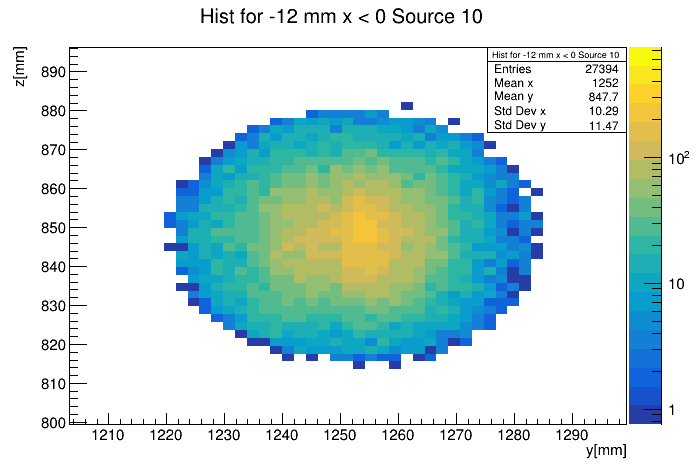 Hist for -12 mm x < 0 Source 10
z[mm]
Hist for -12 mm x < 0 Source 10
Entries 27394
Mean x 1252
Mean y 847.7
Std Dev x 10.29
Std Dev y 11.47
890
880
870
860
850
840
830
820
810
800
10²
10
1
1210 1220 1230 1240 1250 1260 1270 1280 1290
y[mm]